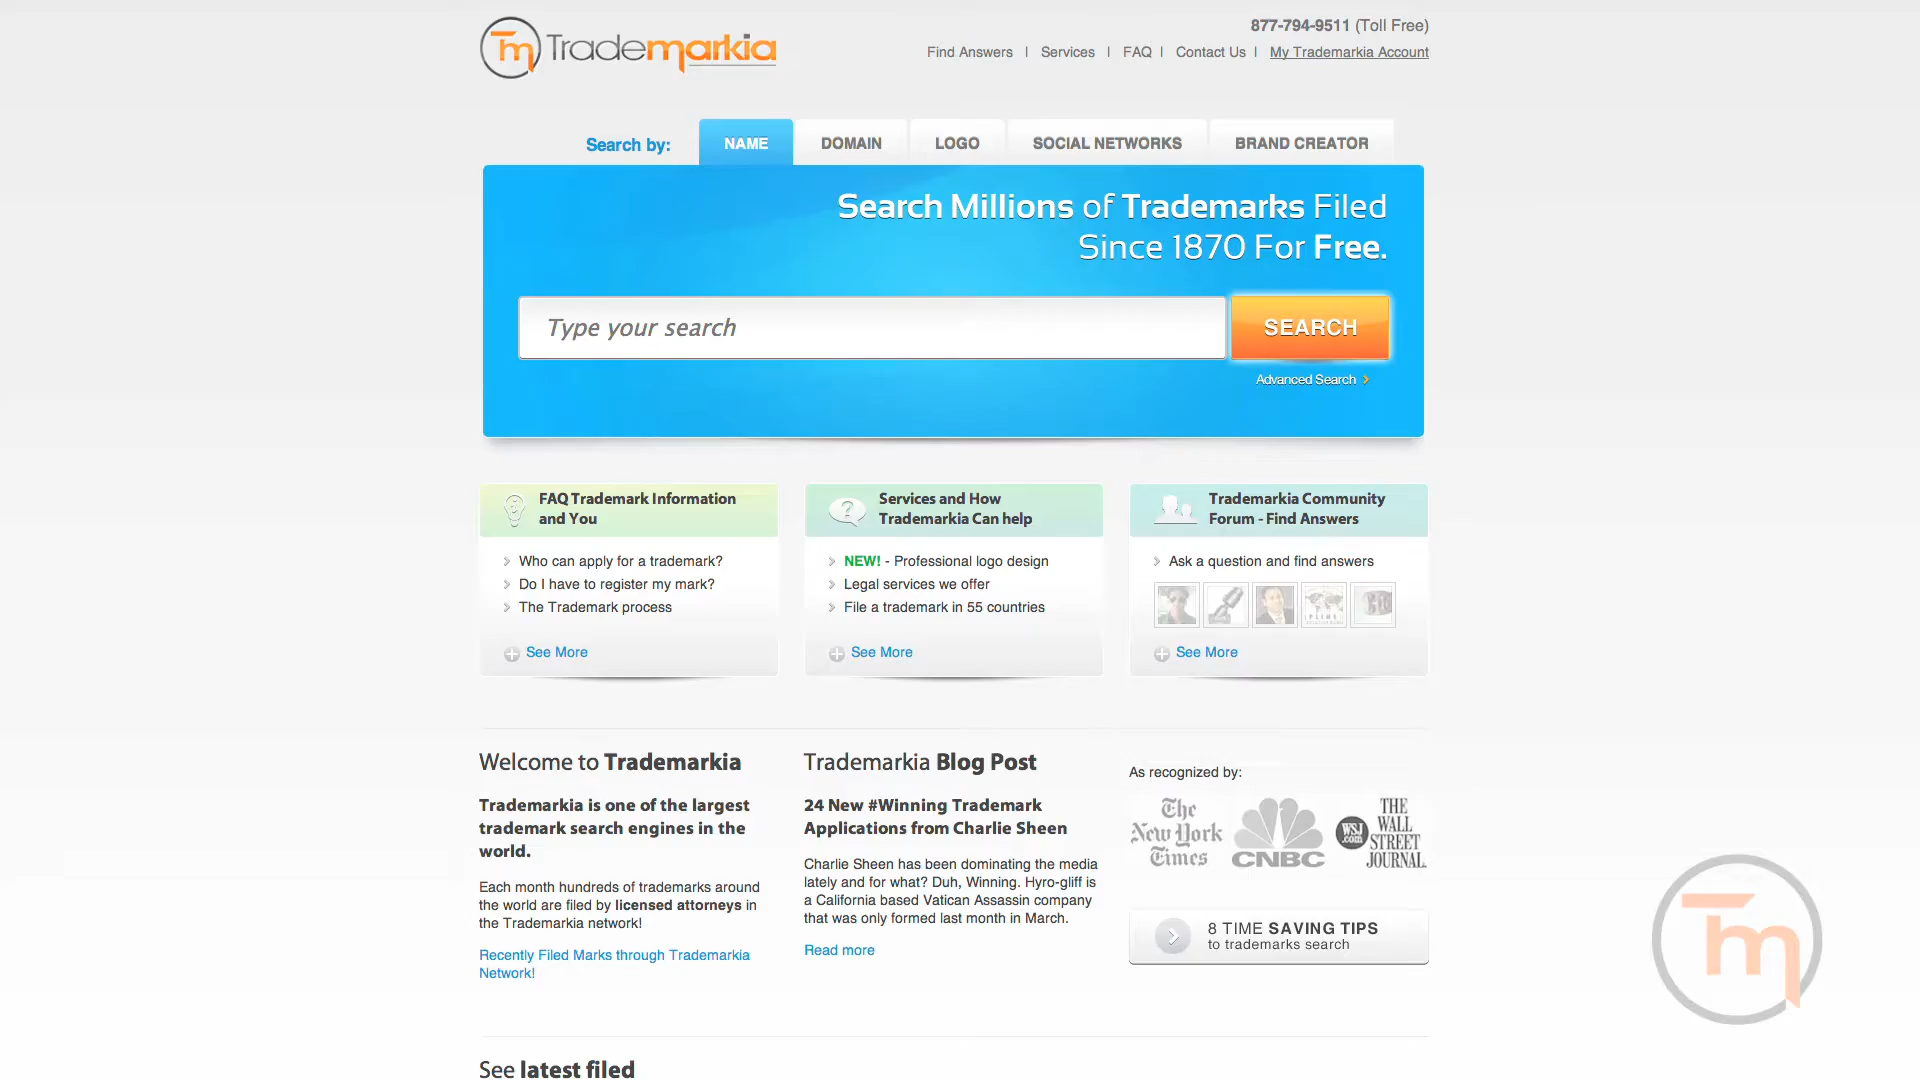 Tm Trademarkia
877-794-9511 (Toll Free)
Find Answers | Services | FAQ | Contact Us | My Trademarkia Account
Search by: NAME DOMAIN LOGO SOCIAL NETWORKS BRAND CREATOR
Search Millions of Trademarks Filed
Since 1870 For Free.
Type your search
SEARCH
Advanced Search
FAQ Trademark Information
and You
Who can apply for a trademark?
Do I have to register my mark?
The Trademark process
See More
Services and How
Trademarkia Can help
NEW! - Professional logo design
Legal services we offer
File a trademark in 55 countries
See More
Trademarkia Community
Forum - Find Answers
Ask a question and find answers
See More
Welcome to Trademarkia
Trademarkia is one of the largest
trademark search engines in the
world.
Each month hundreds of trademarks around
the world are filed by licensed attorneys in
the Trademarkia network!
Recently Filed Marks through Trademarkia
Network!
Trademarkia Blog Post
24 New #Winning Trademark
Applications from Charlie Sheen
Charlie Sheen has been dominating the media
lately and for what? Duh, Winning. Hyro-gliff is
a California based Vatican Assassin company
that was only formed last month in March.
Read more
As recognized by:
The
New York
Times
CNBC
WSJ.com
THE
WALL
STREET
JOURNAL.
8 TIME SAVING TIPS
to trademarks search
Tm
See latest filed